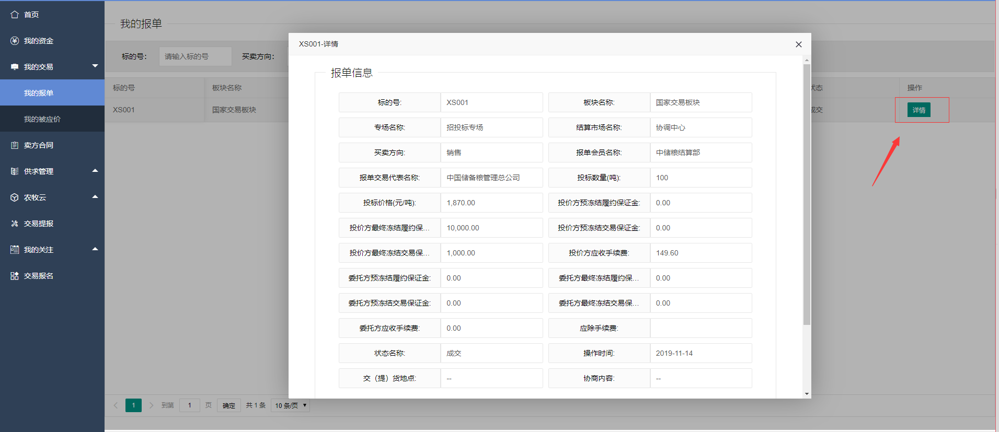 首页
我的资金
我的交易
我的报单
我的被应价
卖方合同
供求管理
农牧云
交易提报
我的关注
交易报名
我的报单
标的号: 请输入标的号 买卖方向:
标的号 板块名称 状态 操作
XS001 国家交易板块 成交 详情
XS001-详情
报单信息
标的号: XS001 板块名称: 国家交易板块
专场名称: 招投标专场 结算市场名称: 协调中心
买卖方向: 销售 报单会员名称: 中储粮结算部
报单交易代表名称: 中国储备粮管理总公司 投标数量(吨): 100
投标价格(元/吨): 1,870.00 投价方预冻结履约保证金: 0.00
投价方最终冻结履约保... 10,000.00 投价方预冻结交易保证金: 0.00
投价方最终冻结交易保... 1,000.00 投价方应收手续费: 149.60
委托方预冻结履约保证金: 0.00 委托方最终冻结履约保... 0.00
委托方预冻结交易保证金: 0.00 委托方最终冻结交易保... 0.00
委托方应收手续费: 0.00 应除手续费:
状态名称: 成交 操作时间: 2019-11-14
交（提）货地点: -- 协商内容: --
1 到第 1 页 确定 共 1 条 10 条/页